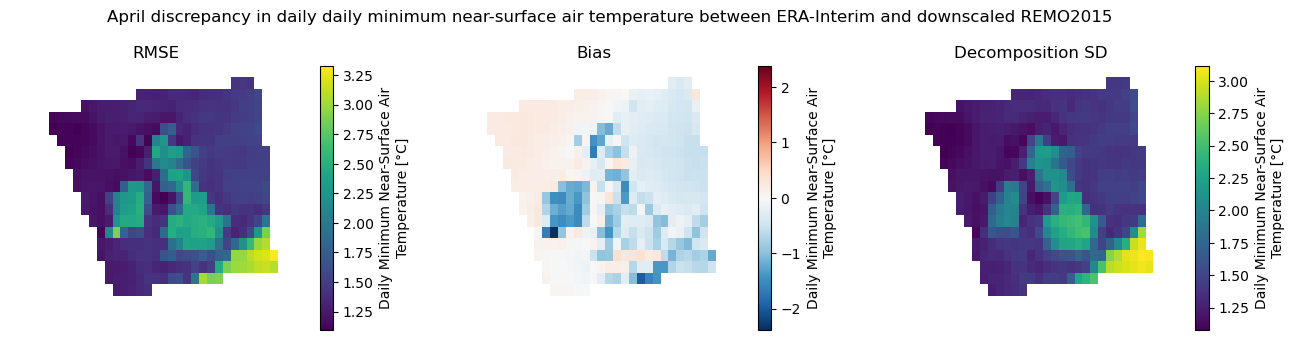 April discrepancy in daily daily minimum near-surface air temperature between ERA-Interim and downscaled REMO2015
RMSE
3.25
3.00
2.75
2.50
2.25
2.00
1.75
1.50
1.25
Daily Minimum Near-Surface Air
Temperature [°C]
Bias
2
1
0
−1
−2
Daily Minimum Near-Surface Air
Temperature [°C]
Decomposition SD
3.00
2.75
2.50
2.25
2.00
1.75
1.50
1.25
Daily Minimum Near-Surface Air
Temperature [°C]